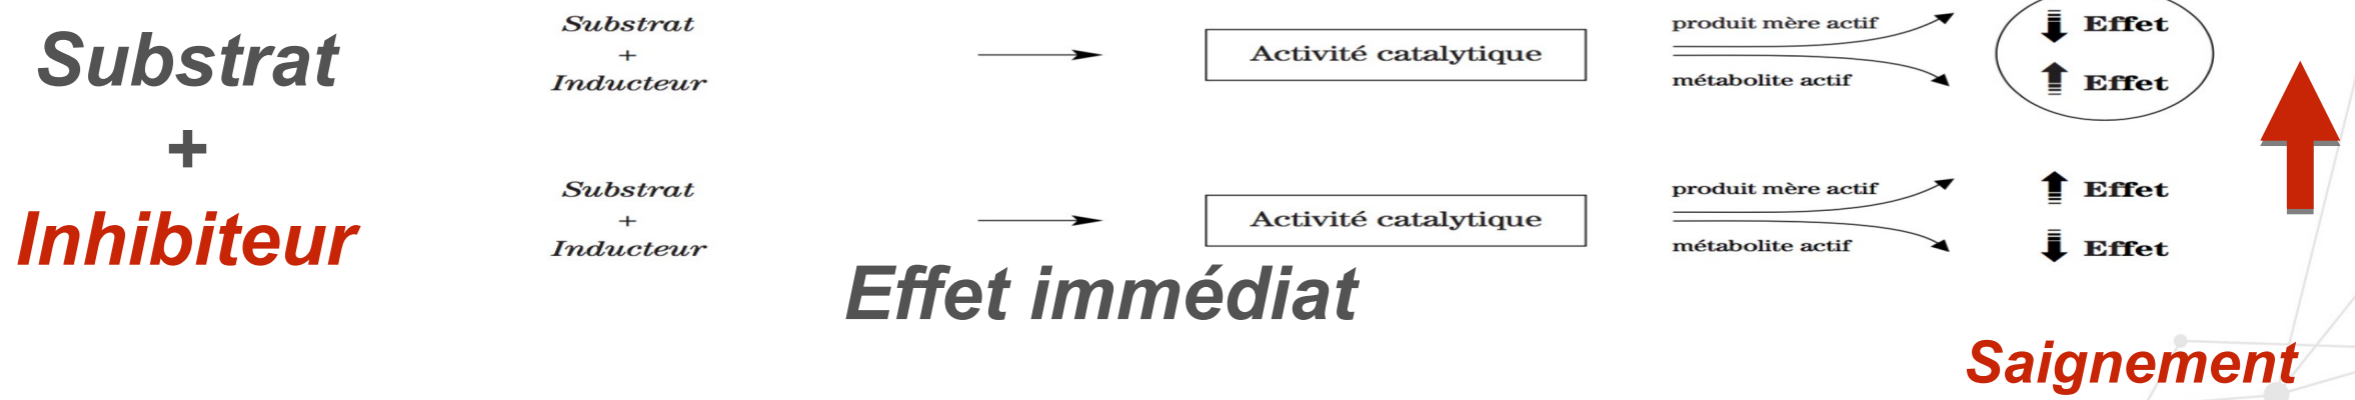 Substrat
+
Inhibiteur
Substrat
+
Inducteur
Activité catalytique
produit mère actif
métabolite actif
Effet
Effet
Substrat
+
Inducteur
Activité catalytique
produit mère actif
métabolite actif
Effet
Effet
Effet immédiat
Saignement